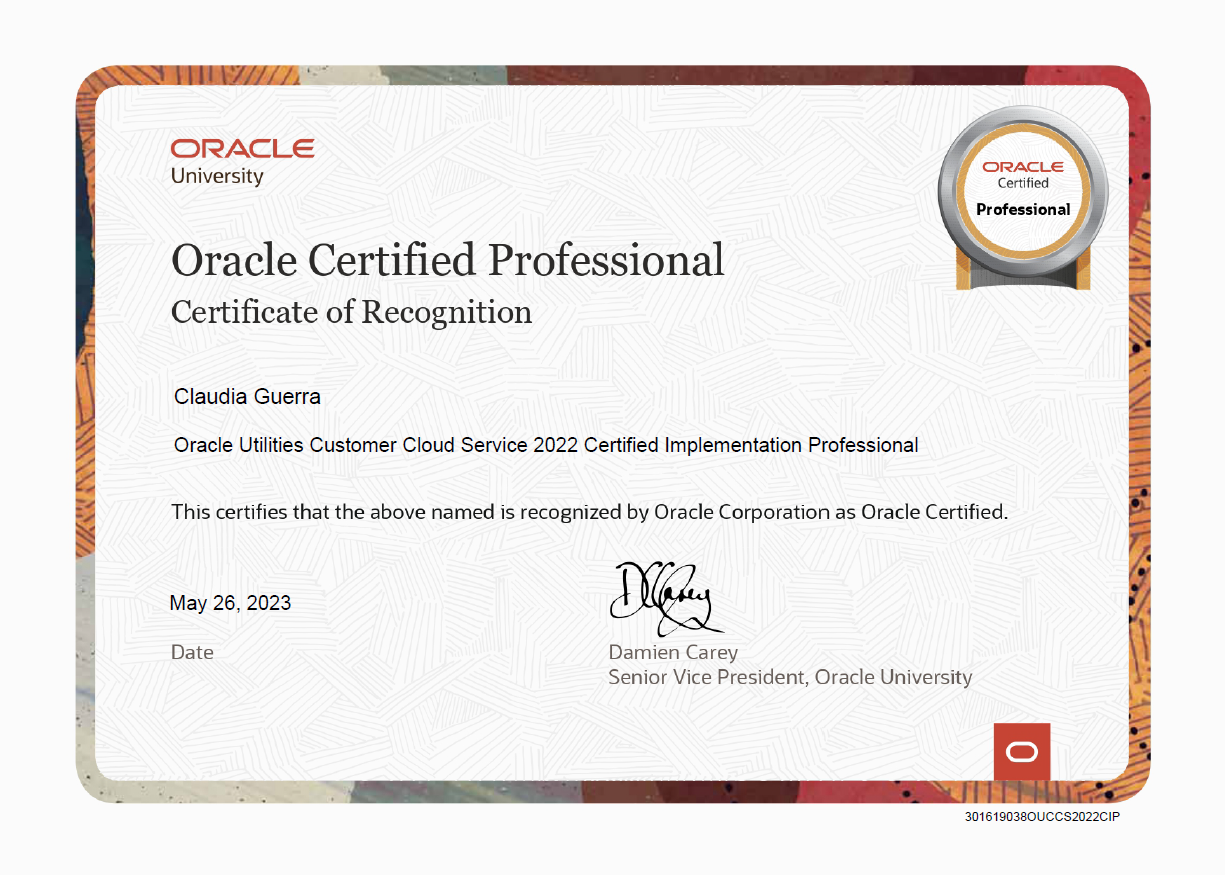 ORACLE
University
ORACLE
Certified
Professional
Oracle Certified Professional
Certificate of Recognition
Claudia Guerra
Oracle Utilities Customer Cloud Service 2022 Certified Implementation Professional
This certifies that the above named is recognized by Oracle Corporation as Oracle Certified.
May 26, 2023
Date
DCarey
Damien Carey
Senior Vice President, Oracle University
301619038OUCCS2022CIP